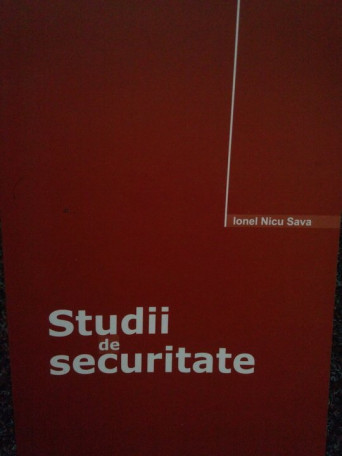 Ionel Nicu Sava
Studii
de
securitate